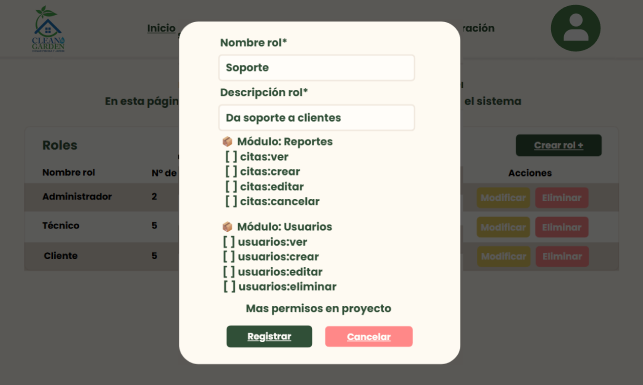 CLEAN &
GARDEN
Inicio
ración
En esta págin
el sistema
Roles
Crear rol +
Nombre rol
Nº de
Acciones
Administrador
2
Modificar
Eliminar
Técnico
5
Modificar
Eliminar
Cliente
5
Modificar
Eliminar
Nombre rol*
Soporte
Descripción rol*
Da soporte a clientes
Módulo: Reportes
[ ] citas:ver
[ ] citas:crear
[ ] citas:editar
[ ] citas:cancelar
Módulo: Usuarios
[ ] usuarios:ver
[ ] usuarios:crear
[ ] usuarios:editar
[ ] usuarios:eliminar
Mas permisos en proyecto
Registrar
Cancelar